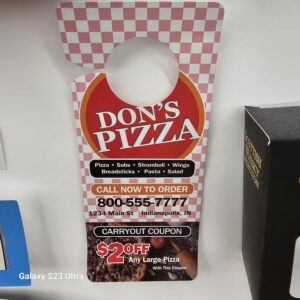 DON'S
PIZZA
Pizza • Subs • Stromboli • Wings
Breadsticks • Pasta • Salad
CALL NOW TO ORDER
800-555-7777
1234 Main St Indianapolis, IN
CARRYOUT COUPON
$2 OFF
Any Large Pizza
With This Coupon
Galaxy S23 Ultra